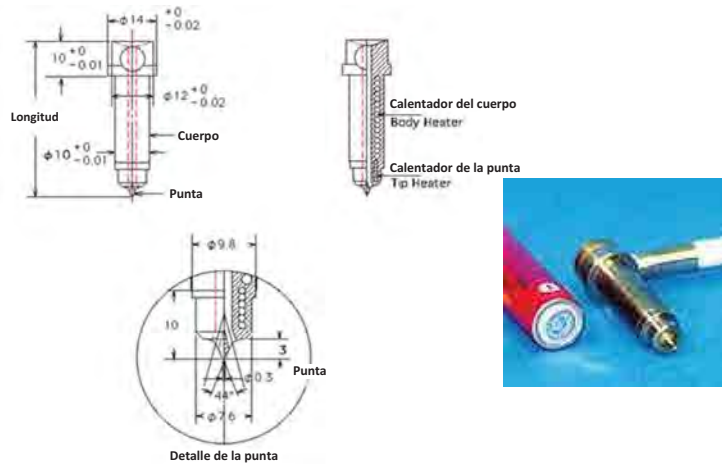 ϕ14 +0 -0.02
10 +0 -0.01
ϕ12 +0 -0.02
Longitud
Cuerpo
ϕ10 +0 -0.01
Punta
Calentador del cuerpo
Body Heater
Calentador de la punta
Tip Heater
ϕ9.8
10
3
Punta
ϕ0.3
44°
ϕ7.6
Detalle de la punta